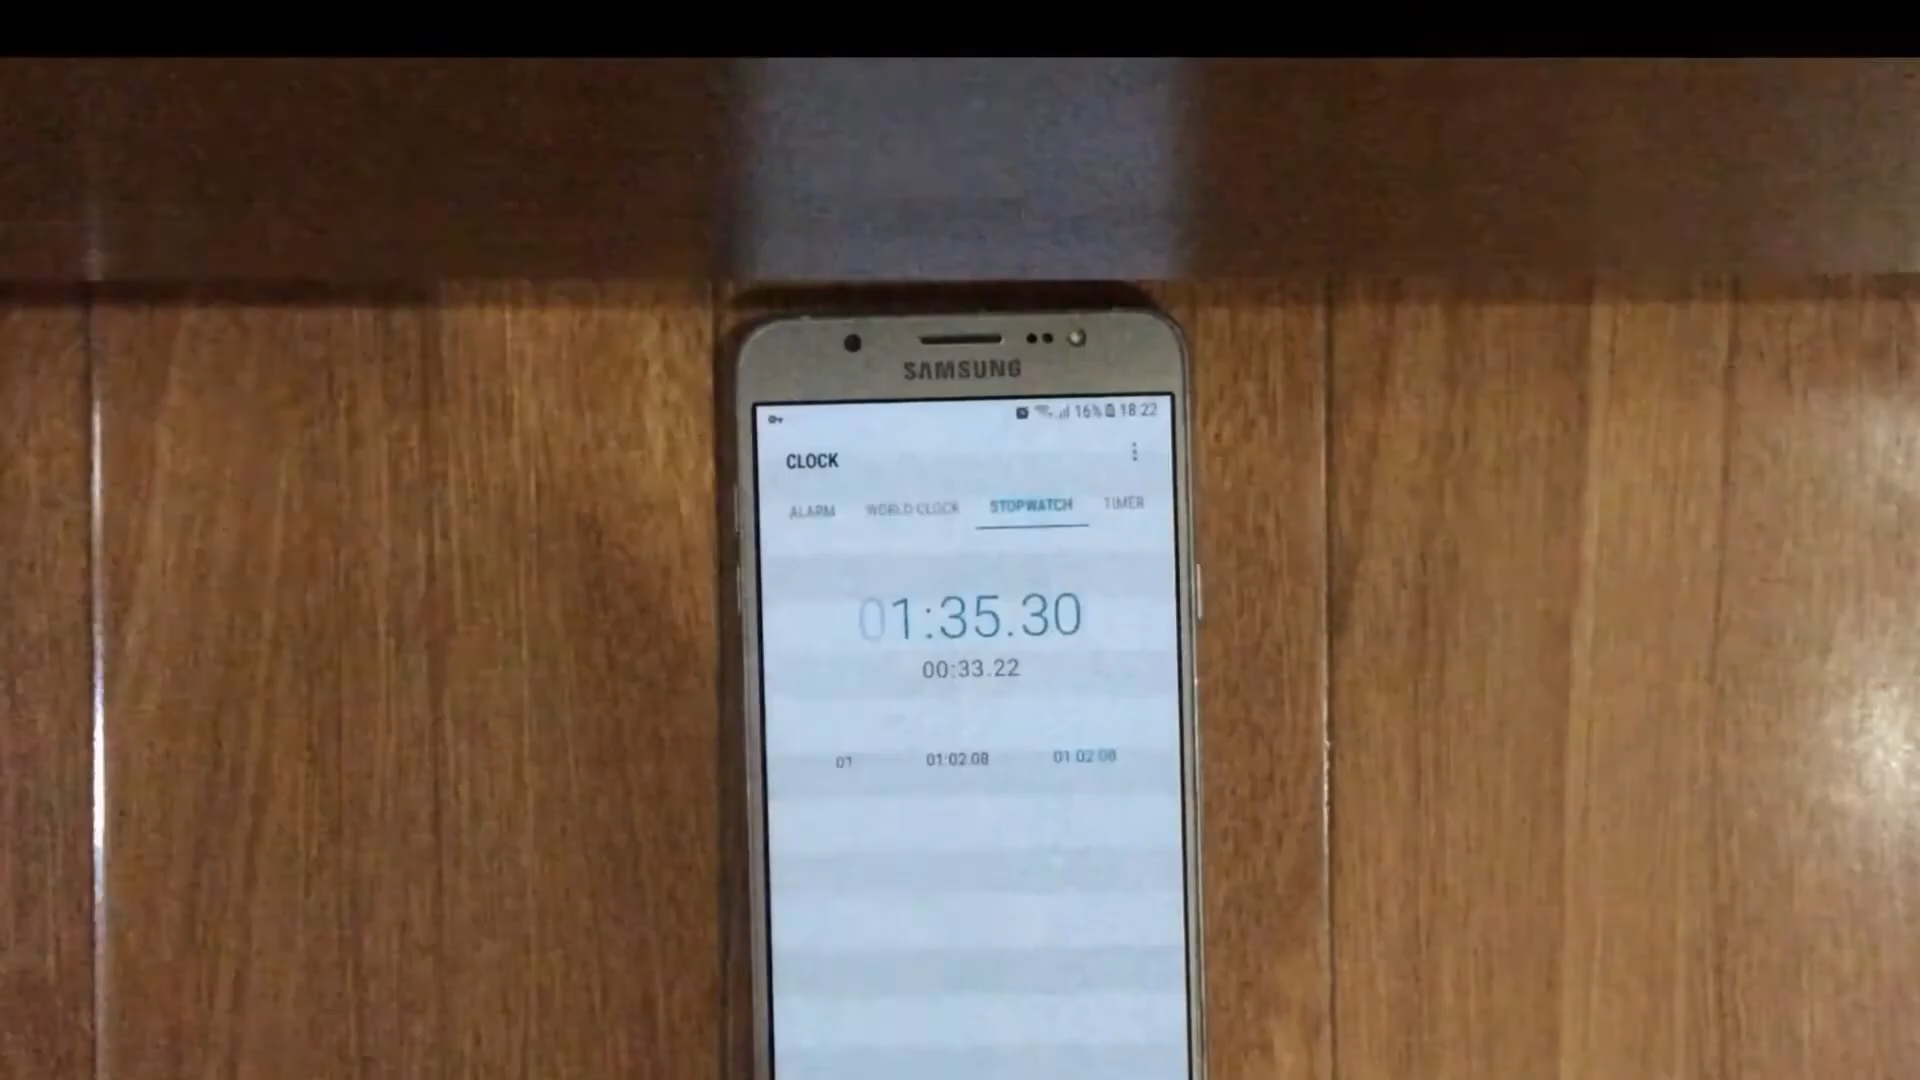 SAMSUNG
16% 18:22
CLOCK
ALARM WORLD CLOCK STOPWATCH TIMER
01:35.30
00:33.22
01 01:02.08 01:02.08